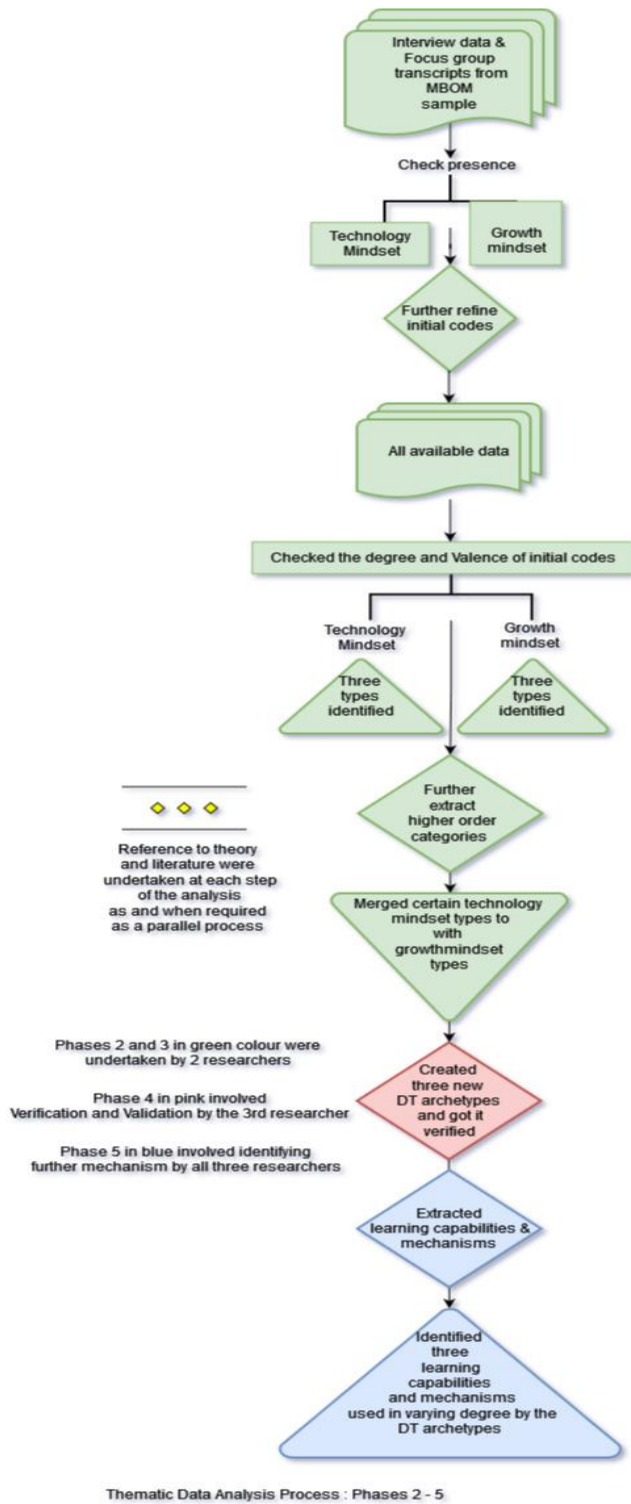 Interview data &
Focus group
transcripts from
MBOM
sample
Check presence
Technology
Mindset
Growth
mindset
Further refine
initial codes
All available data
Checked the degree and Valence of initial codes
Technology
Mindset
Growth
mindset
Three
types
identified
Three
types
identified
Further
extract
higher order
categories
Reference to theory
and literature were
undertaken at each step
of the analysis
as and when required
as a parallel process
Merged certain technology
mindset types to
with
growthmindset
types
Phases 2 and 3 in green colour were
undertaken by 2 researchers
Phase 4 in pink involved
Verification and Validation by the 3rd researcher
Phase 5 in blue involved identifying
further mechanism by all three researchers
Created
three new
DT archetypes
and got it
verified
Extracted
learning capabilities &
mechanisms
Identified
three
learning
capabilities
and mechanisms
used in varying degree by the
DT archetypes
Thematic Data Analysis Process : Phases 2 - 5